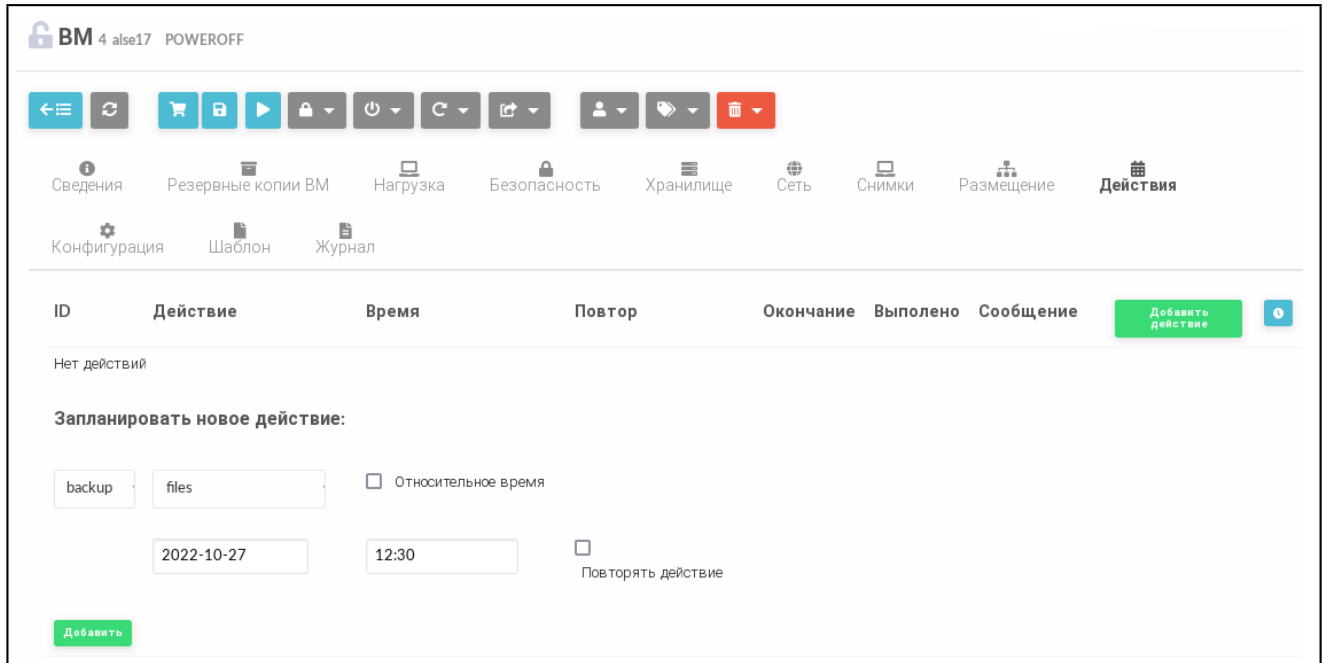 ВМ 4 alse17 POWEROFF
Сведения Резервные копии ВМ Нагрузка Безопасность Хранилище Сеть Снимки Размещение Действия
Конфигурация Шаблон Журнал
ID Действие Время Повтор Окончание Выполено Сообщение Добавить действие
Нет действий
Запланировать новое действие:
backup files Относительное время
2022-10-27 12:30
Повторять действие
Добавить